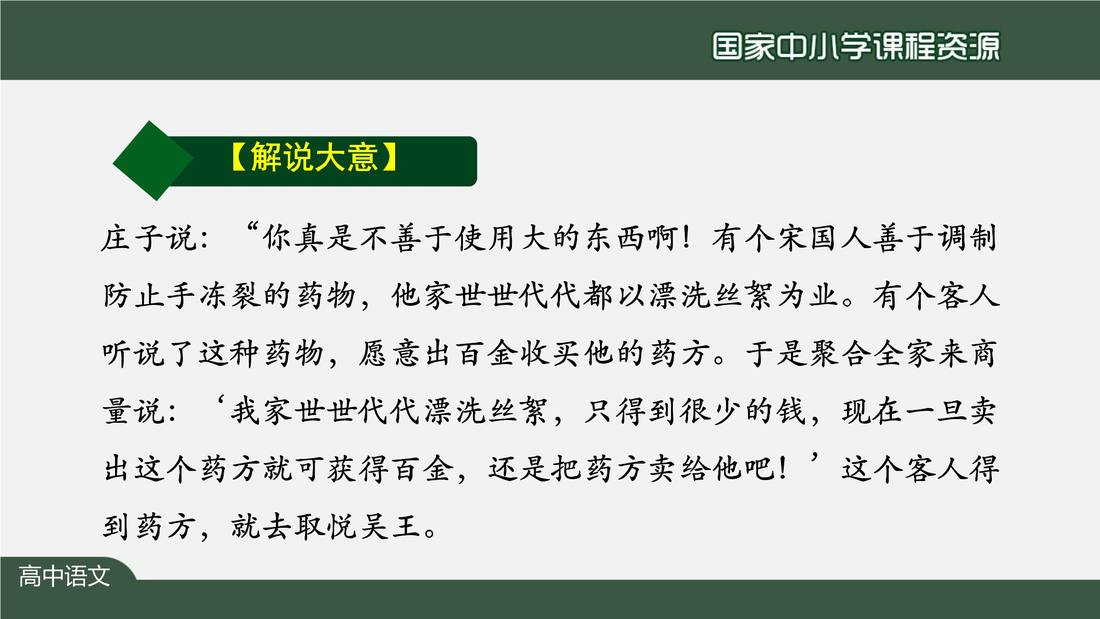 国家中小学课程资源
【解说大意】
庄子说：“你真是不善于使用大的东西啊！有个宋国人善于调制
防止手冻裂的药物，他家世世代代都以漂洗丝絮为业。有个客人
听说了这种药物，愿意出百金收买他的药方。于是聚合全家来商
量说：‘我家世世代代漂洗丝絮，只得到很少的钱，现在一旦卖
出这个药方就可获得百金，还是把药方卖给他吧！’这个客人得
到药方，就去取悦吴王。
高中语文